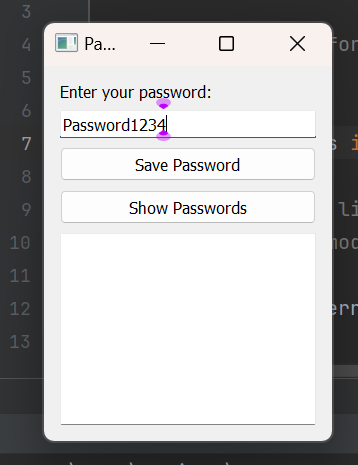 3
Pa...
4 for
Enter your password:
5
6
Password1234
7 s i
Save Password
8
9 li
Show Passwords
10 mod
11
12 err
13